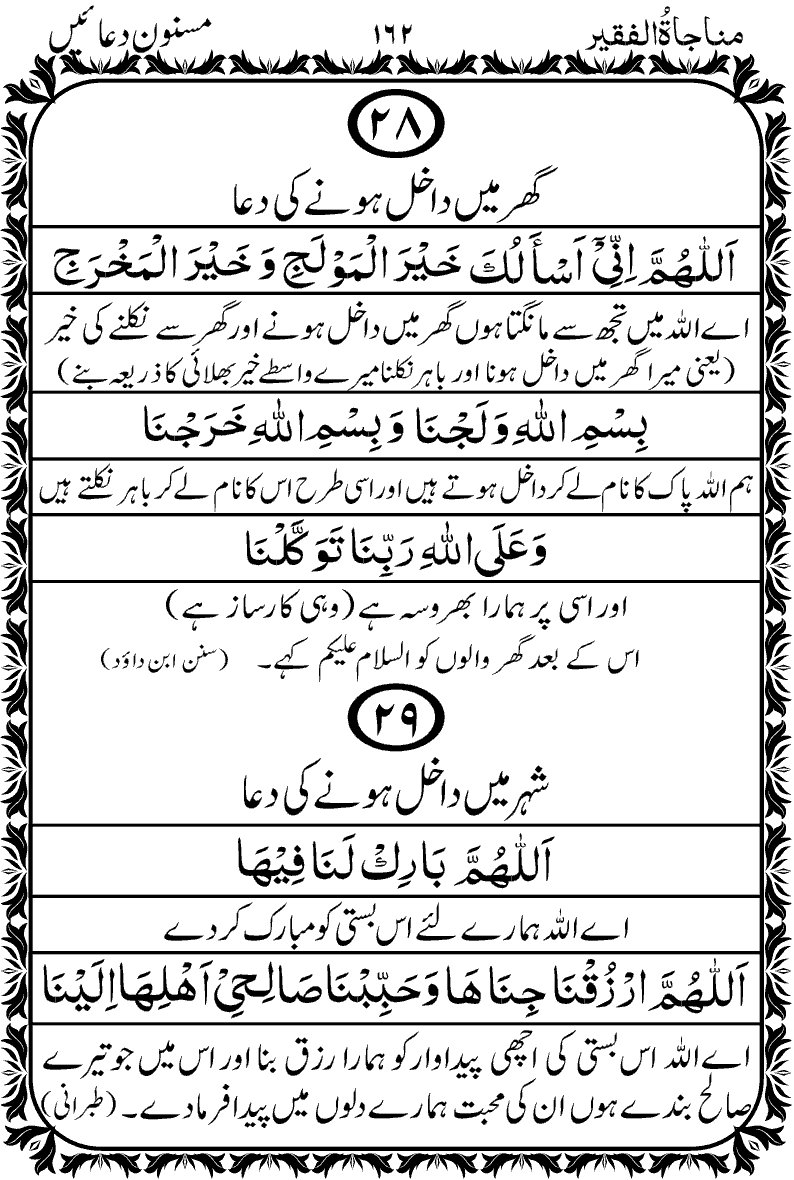 مناجاۃ الفقیر ۱۶۲ مسنون دعائیں
۲۸
گھر میں داخل ہونے کی دعا
اَللّٰهُمَّ اِنِّیْٓ اَسْأَلُكَ خَيْرَ الْمَوْلَجِ وَ خَيْرَ الْمَخْرَجِ
اے اللہ میں تجھ سے مانگتا ہوں گھر میں داخل ہونے اور گھر سے نکلنے کی خیر
(یعنی میرا گھر میں داخل ہونا اور باہر نکلنا میرے واسطے خیر بھلائی کا ذریعہ بنے)
بِسْمِ اللّٰهِ وَلَجْنَا وَ بِسْمِ اللّٰهِ خَرَجْنَا
ہم اللہ پاک کا نام لے کر داخل ہوتے ہیں اور اسی طرح اس کا نام لے کر باہر نکلتے ہیں
وَعَلَی اللّٰهِ رَبِّنَا تَوَكَّلْنَا
اور اسی پر ہمارا بھروسہ ہے (وہی کارساز ہے)
اس کے بعد گھر والوں کو السلام علیکم کہے۔ (سنن ابن داؤد)
۲۹
شہر میں داخل ہونے کی دعا
اَللّٰهُمَّ بَارِكْ لَنَا فِيْهَا
اے اللہ ہمارے لئے اس بستی کو مبارک کر دے
اَللّٰهُمَّ ارْزُقْنَا جِنَاهَا وَحَبِّبْنَا صَالِحِیْ اَهْلِهَا اِلَيْنَا
اے اللہ اس بستی کی اچھی پیداوار کو ہمارا رزق بنا اور اس میں جو تیرے
صالح بندے ہوں ان کی محبت ہمارے دلوں میں پیدا فرما دے۔ (طبرانی)